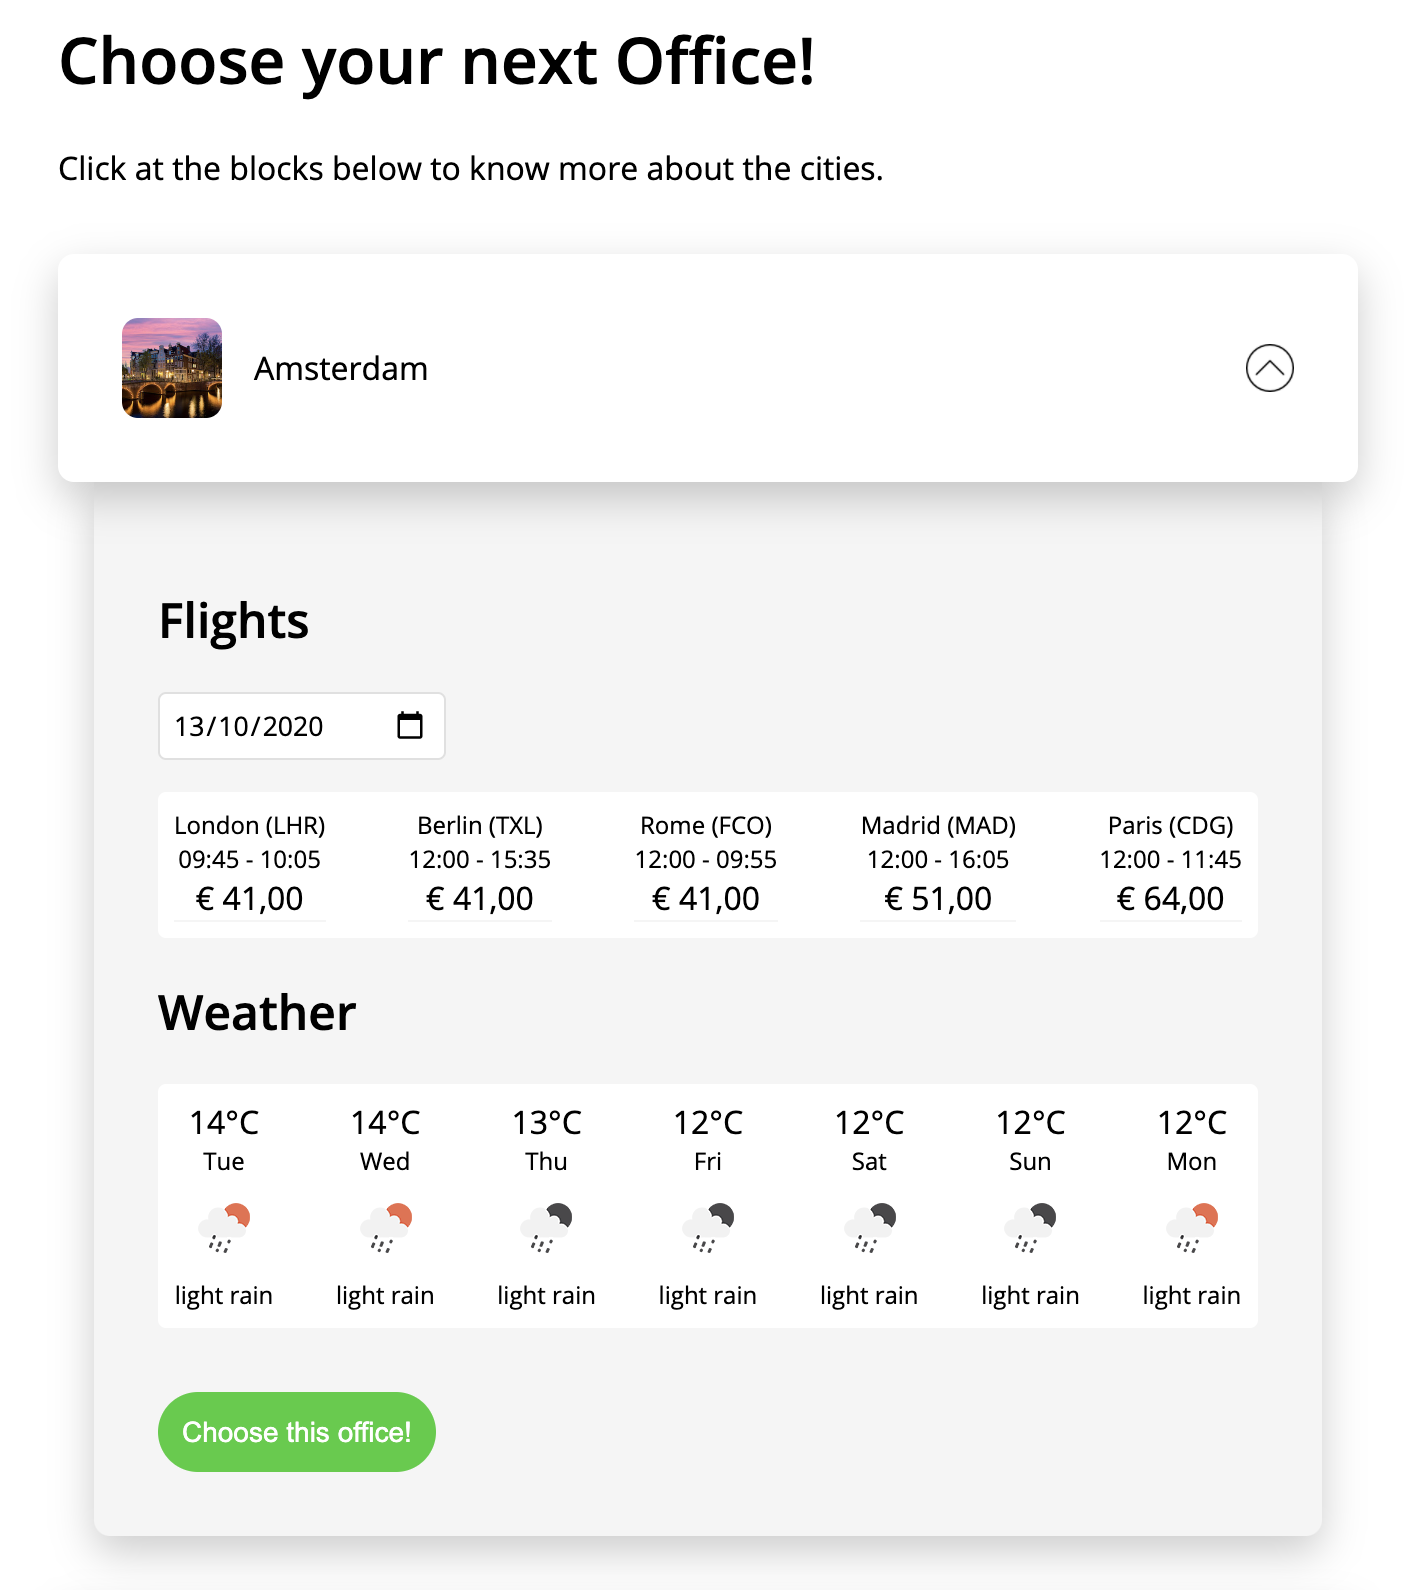 Choose your next Office!
Click at the blocks below to know more about the cities.
Amsterdam
Flights
13/10/2020
London (LHR) Berlin (TXL) Rome (FCO) Madrid (MAD) Paris (CDG)
09:45 - 10:05 12:00 - 15:35 12:00 - 09:55 12:00 - 16:05 12:00 - 11:45
€ 41,00 € 41,00 € 41,00 € 51,00 € 64,00
Weather
14°C 14°C 13°C 12°C 12°C 12°C 12°C
Tue Wed Thu Fri Sat Sun Mon
light rain light rain light rain light rain light rain light rain light rain
Choose this office!